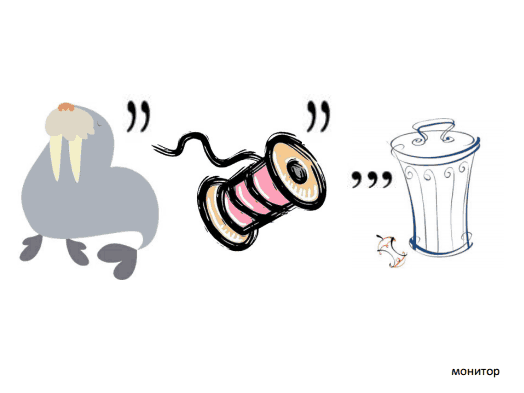 ,, ,,
,,,
монитор